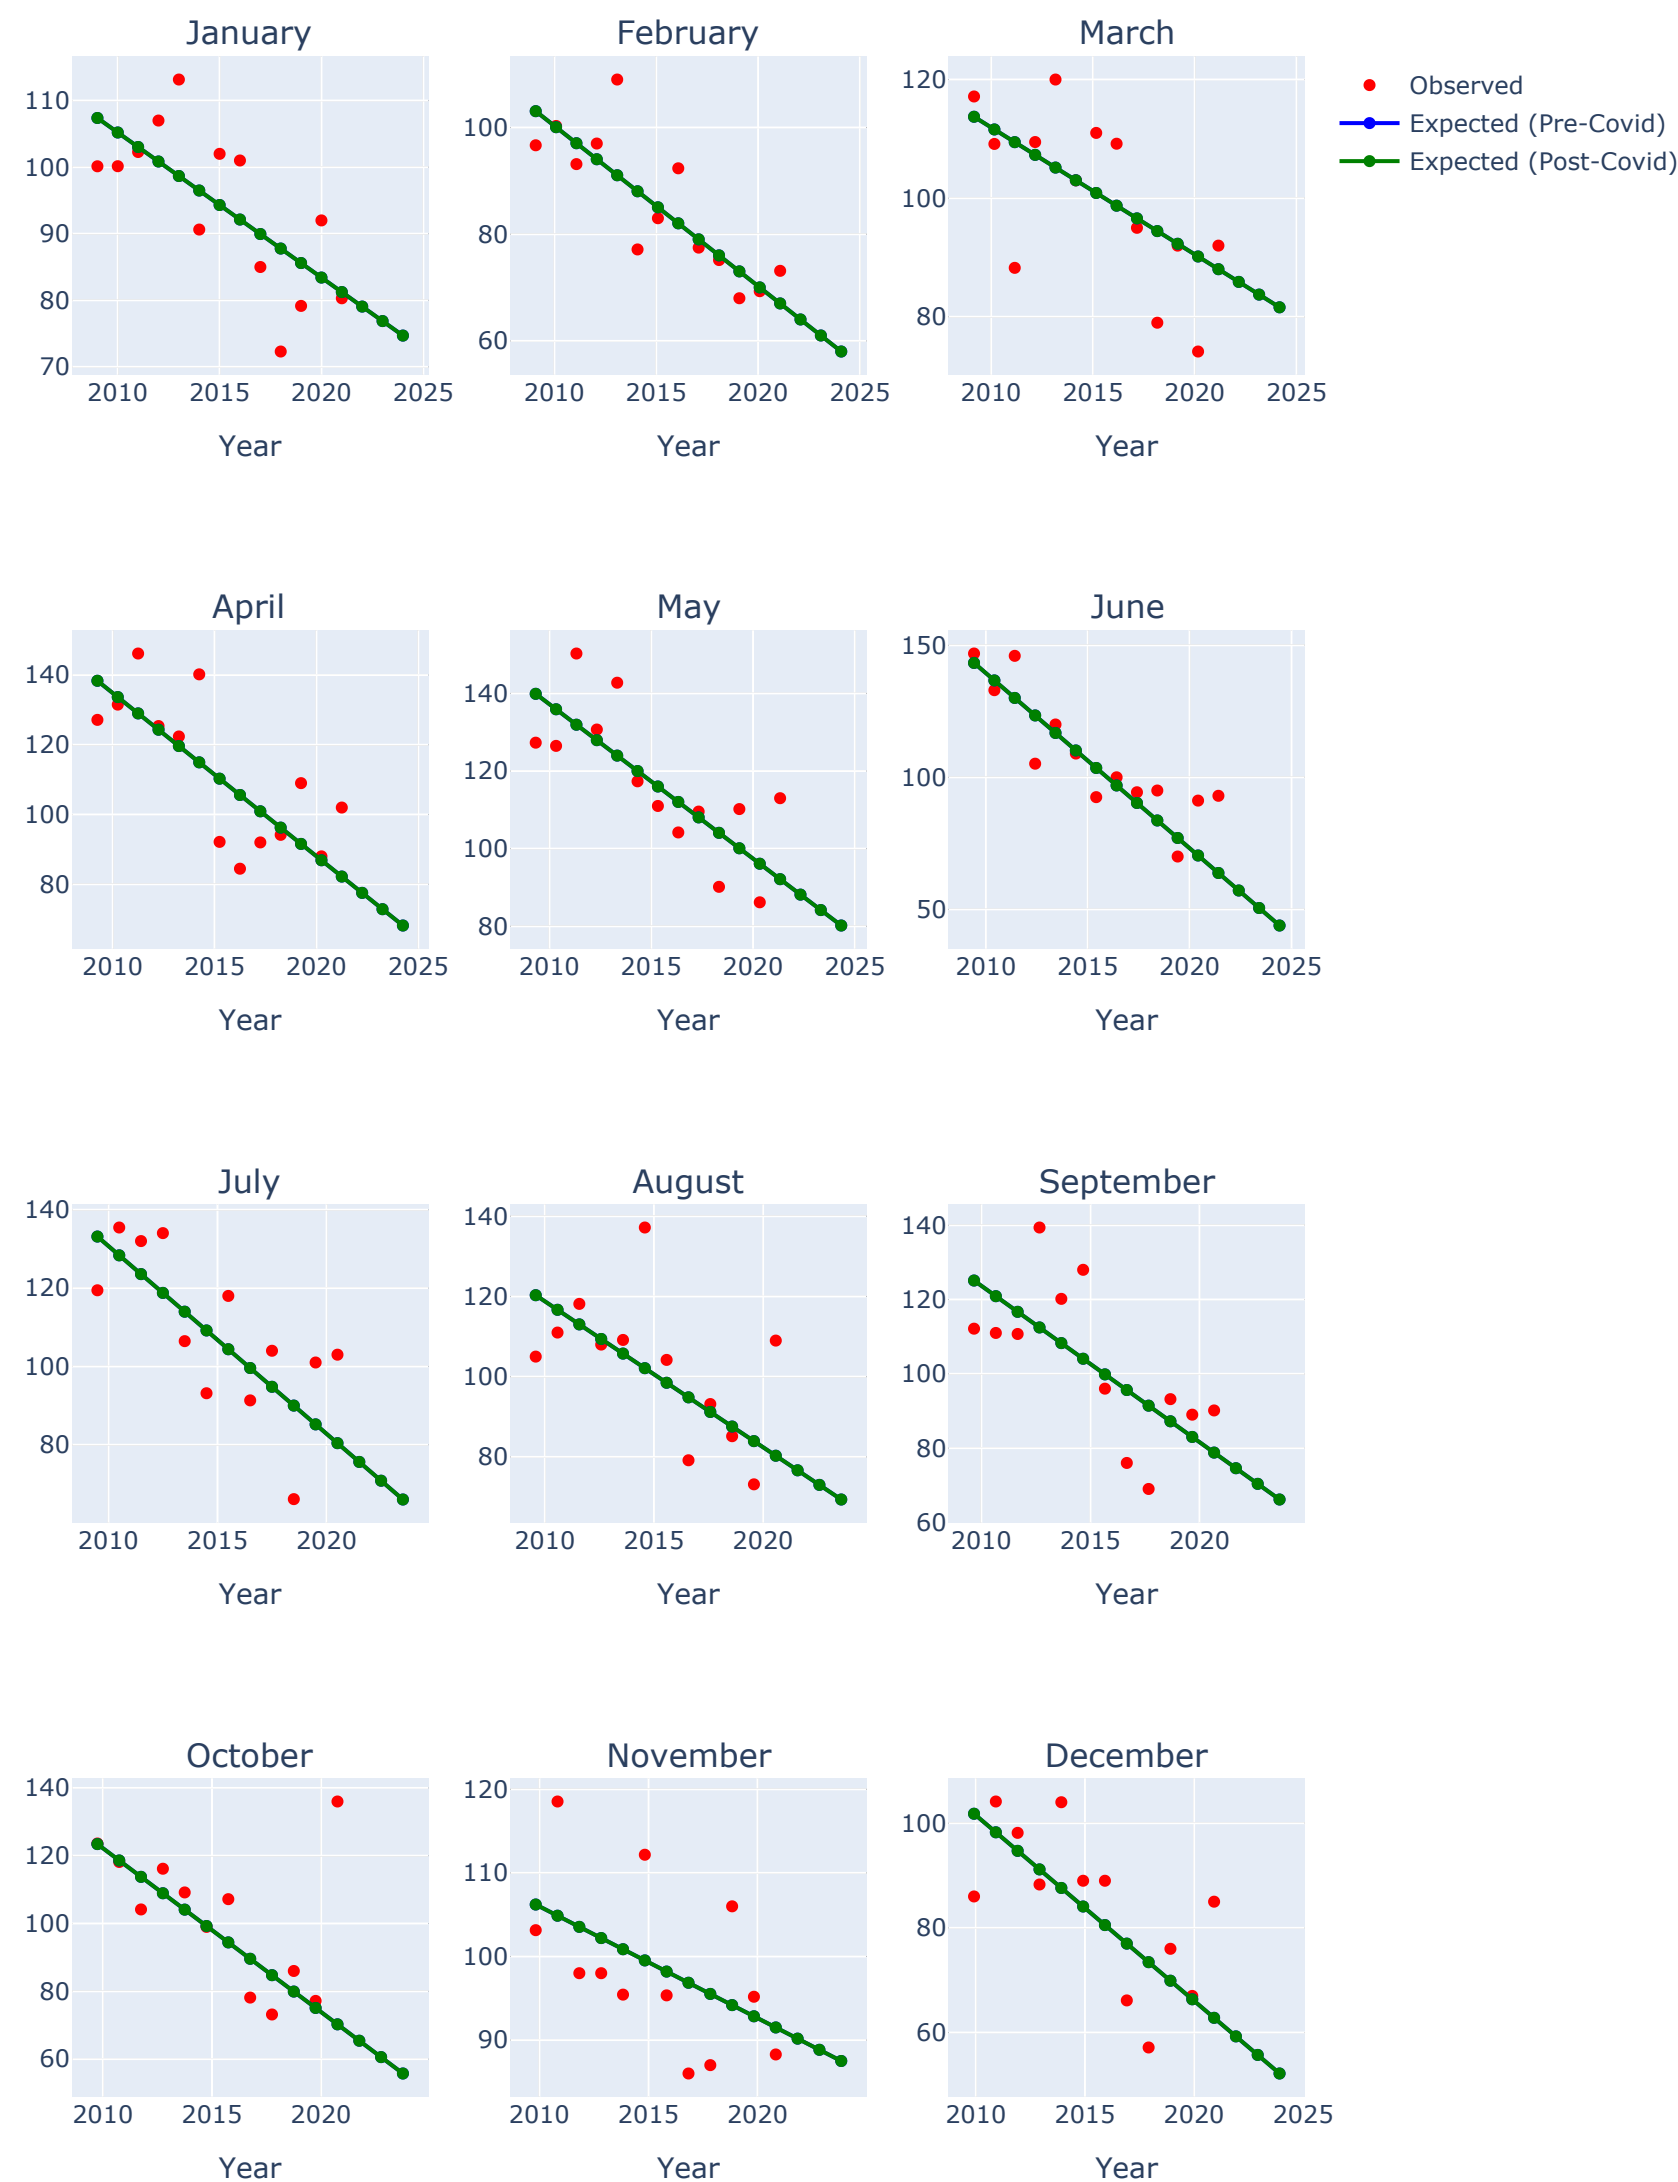 January
February
March
110
100
90
80
70
2010 2015 2020 2025
Year
100
80
60
2010 2015 2020 2025
Year
120
100
80
2010 2015 2020 2025
Year
Observed
Expected (Pre-Covid)
Expected (Post-Covid)
April
May
June
140
120
100
80
2010 2015 2020 2025
Year
140
120
100
80
2010 2015 2020 2025
Year
150
100
50
2010 2015 2020 2025
Year
July
August
September
140
120
100
80
2010 2015 2020
Year
140
120
100
80
2010 2015 2020
Year
140
120
100
80
60
2010 2015 2020
Year
October
November
December
140
120
100
80
60
2010 2015 2020
Year
120
110
100
90
2010 2015 2020
Year
100
80
60
2010 2015 2020 2025
Year